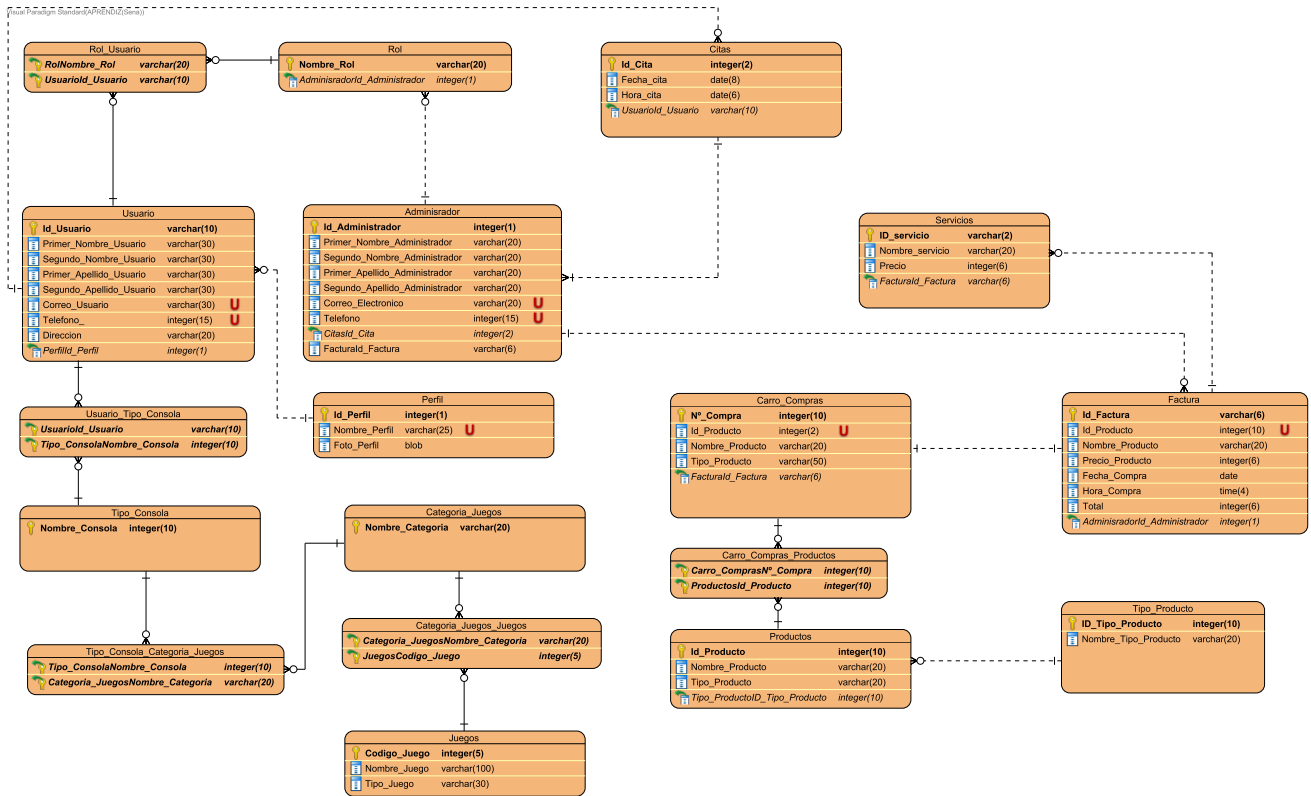 Visual Paradigm Standard(APRENDIZ(Sena))
Rol_Usuario
RolNombre_Rol varchar(20)
UsuarioId_Usuario varchar(10)
Rol
Nombre_Rol varchar(20)
AdminisradorId_Administrador integer(1)
Citas
Id_Cita integer(2)
Fecha_cita date(8)
Hora_cita date(6)
UsuarioId_Usuario varchar(10)
Usuario
Id_Usuario varchar(10)
Primer_Nombre_Usuario varchar(30)
Segundo_Nombre_Usuario varchar(30)
Primer_Apellido_Usuario varchar(30)
Segundo_Apellido_Usuario varchar(30)
Correo_Usuario varchar(30) U
Telefono_ integer(15) U
Direccion varchar(20)
PerfilId_Perfil integer(1)
Adminisrador
Id_Administrador integer(1)
Primer_Nombre_Administrador varchar(20)
Segundo_Nombre_Administrador varchar(20)
Primer_Apellido_Administrador varchar(20)
Segundo_Apellido_Administrador varchar(20)
Correo_Electronico varchar(20) U
Telefono integer(15) U
CitasId_Cita integer(2)
FacturaId_Factura varchar(6)
Servicios
ID_servicio varchar(2)
Nombre_servicio varchar(20)
Precio integer(6)
FacturaId_Factura varchar(6)
Usuario_Tipo_Consola
UsuarioId_Usuario varchar(10)
Tipo_ConsolaNombre_Consola integer(10)
Perfil
Id_Perfil integer(1)
Nombre_Perfil varchar(25) U
Foto_Perfil blob
Carro_Compras
Nº_Compra integer(10)
Id_Producto integer(2) U
Nombre_Producto varchar(20)
Tipo_Producto varchar(50)
FacturaId_Factura varchar(6)
Factura
Id_Factura varchar(6)
Id_Producto integer(10) U
Nombre_Producto varchar(20)
Precio_Producto integer(6)
Fecha_Compra date
Hora_Compra time(4)
Total integer(6)
AdminisradorId_Administrador integer(1)
Tipo_Consola
Nombre_Consola integer(10)
Categoria_Juegos
Nombre_Categoria varchar(20)
Carro_Compras_Productos
Carro_ComprasNº_Compra integer(10)
ProductosId_Producto integer(10)
Tipo_Consola_Categoria_Juegos
Tipo_ConsolaNombre_Consola integer(10)
Categoria_JuegosNombre_Categoria varchar(20)
Categoria_Juegos_Juegos
Categoria_JuegosNombre_Categoria varchar(20)
JuegosCodigo_Juego integer(5)
Productos
Id_Producto integer(10)
Nombre_Producto varchar(20)
Tipo_Producto varchar(20)
Tipo_ProductoID_Tipo_Producto integer(10)
Tipo_Producto
ID_Tipo_Producto integer(10)
Nombre_Tipo_Producto varchar(20)
Juegos
Codigo_Juego integer(5)
Nombre_Juego varchar(100)
Tipo_Juego varchar(30)